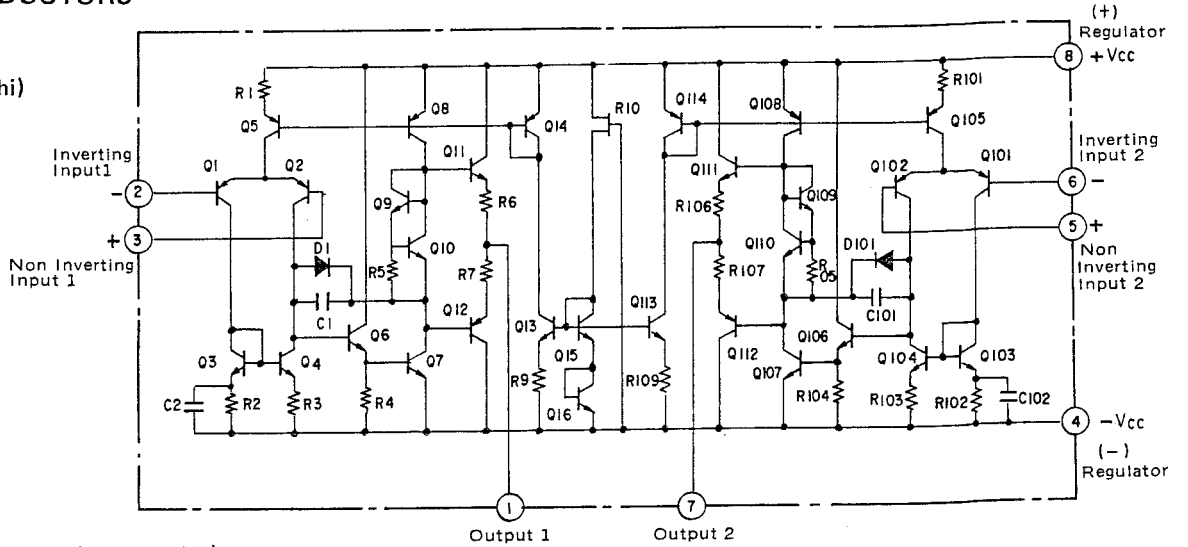 hi)
(+)
Regulator
8 +Vcc
R1
Q5
Q8
Q14
R10
Q114
Q108
R101
Q105
Inverting
Input1
- 2
Q1
Q2
Q11
Q111
Q102
Q101
Inverting
Input 2
6 -
Q9
R6
R106
Q109
+ 3
5 +
Non Inverting
Input 1
Non
Inverting
Input 2
D1
Q10
R5
R7
Q110
R107
D101
05
C1
Q12
Q113
C101
Q3
Q4
Q6
Q7
Q13
Q15
Q112
Q106
Q107
Q104
Q103
C2
R2
R3
R4
R9
R109
Q16
R104
R103
R102
C102
4 -Vcc
(-)
Regulator
1
7
Output 1
Output 2